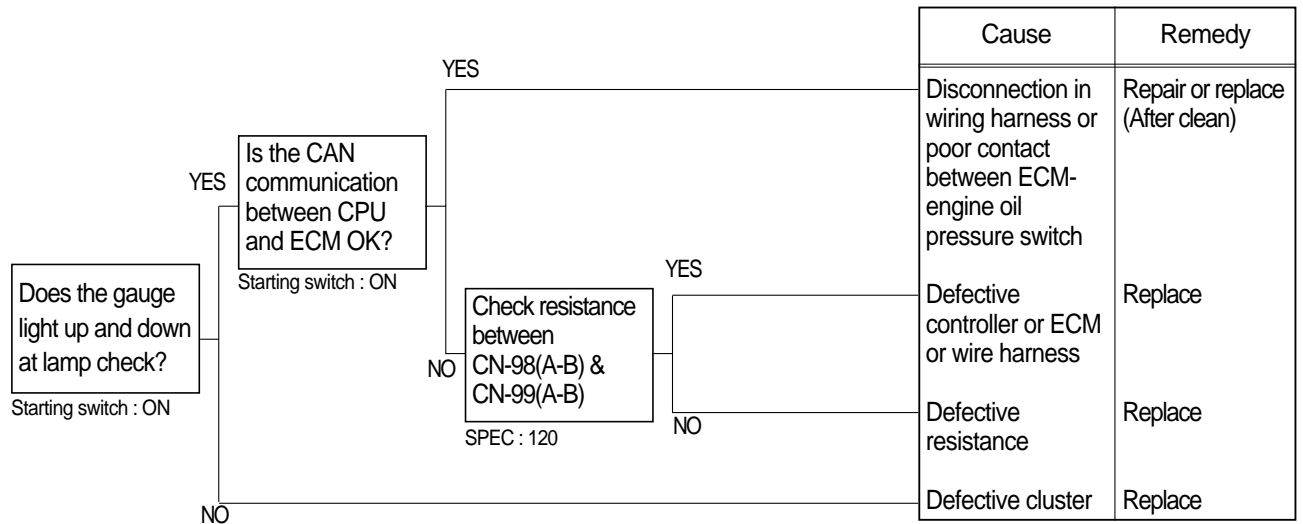 Does the gauge
light up and down
at lamp check?
Starting switch : ON
YES
NO
Is the CAN
communication
between CPU
and ECM OK?
Starting switch : ON
YES
NO
Check resistance
between
CN-98(A-B) &
CN-99(A-B)
SPEC : 120
YES
NO
Cause
Remedy
Disconnection in
wiring harness or
poor contact
between ECM-
engine oil
pressure switch
Repair or replace
(After clean)
Defective
controller or ECM
or wire harness
Replace
Defective
resistance
Replace
Defective cluster
Replace